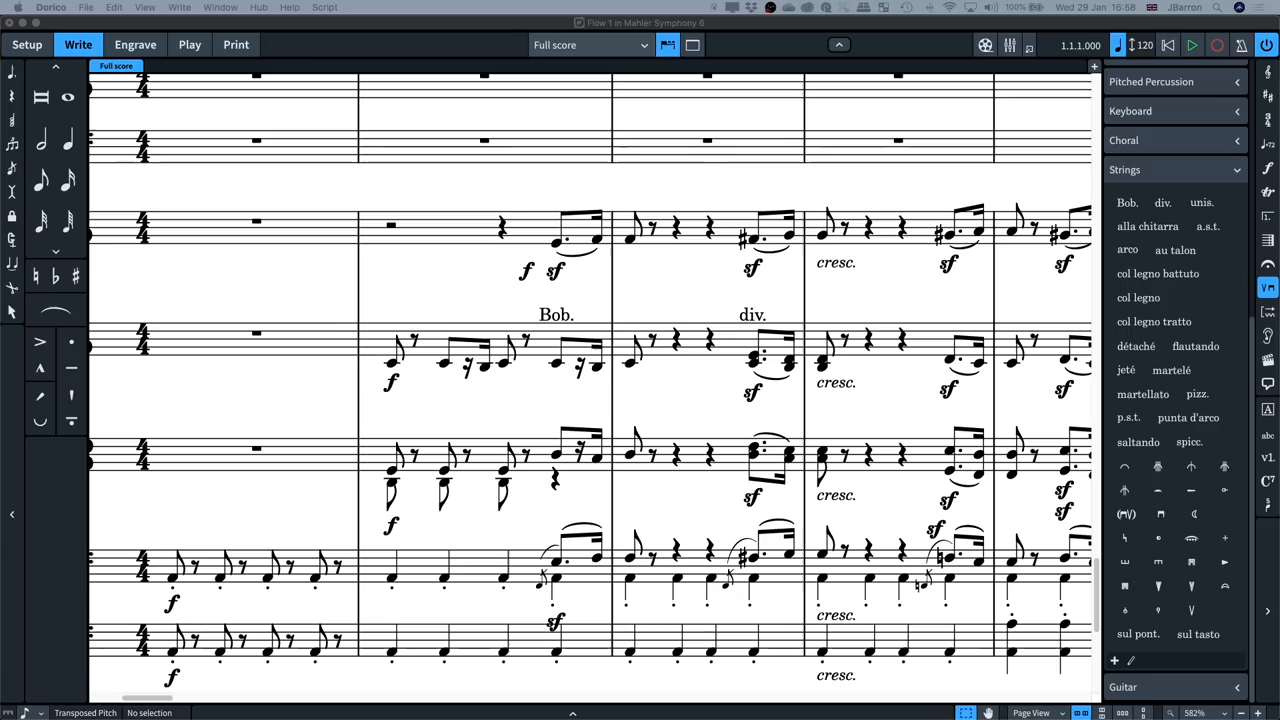 Dorico File Edit View Write Window Hub Help Script 100% Wed 29 Jan 16:58 JBarron
Flow 1 in Mahler Symphony 6
Setup Write Engrave Play Print Full score 1.1.1.000 120
Full score
Pitched Percussion
Keyboard
Choral
Strings
Bob. div. unis.
alla chitarra a.s.t.
arco au talon
col legno battuto
col legno
col legno tratto
détaché flautando
jeté martelé
martellato pizz.
p.s.t. punta d'arco
saltando spicc.
sul pont. sul tasto
Guitar
f sf sf cresc. sf sf
Bob. div.
f sf cresc. sf sf
f sf cresc. sf sf
sf
sf
f sf cresc.
f cresc.
Transposed Pitch No selection Page View 582%